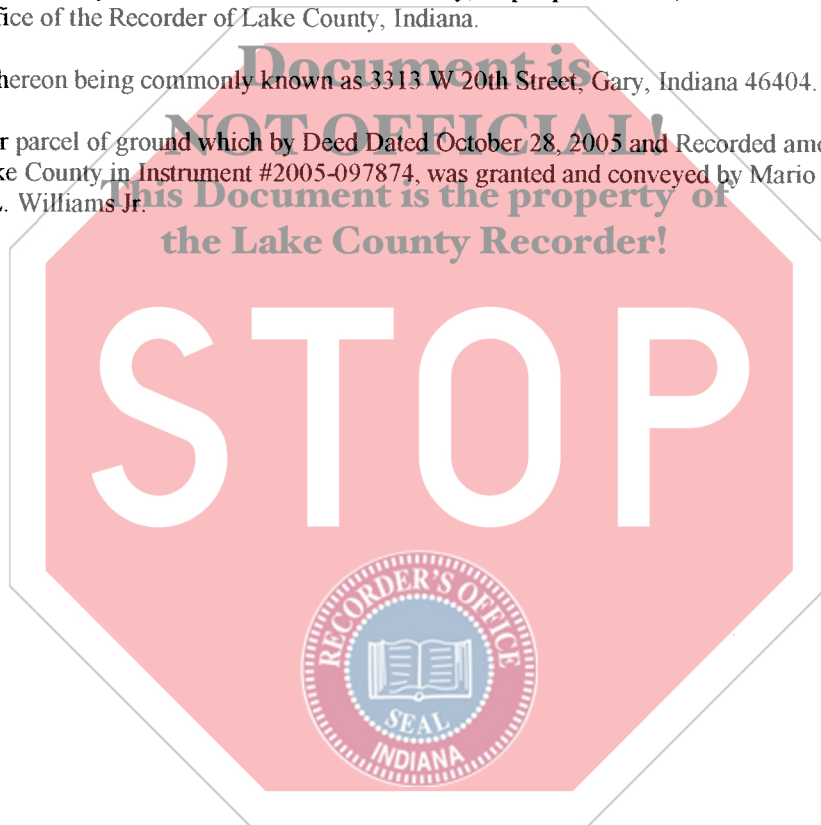 fice of the Recorder of Lake County, Indiana.
Document is
hereon being commonly known as 3313 W 20th Street, Gary, Indiana 46404.
NOT OFFICIAL!
r parcel of ground which by Deed Dated October 28, 2005 and Recorded amo
ke County in Instrument #2005-097874, was granted and conveyed by Mario
This Document is the property of
. Williams Jr.
the Lake County Recorder!
STOP
RECORDER'S OFFICE
SEAL
INDIANA